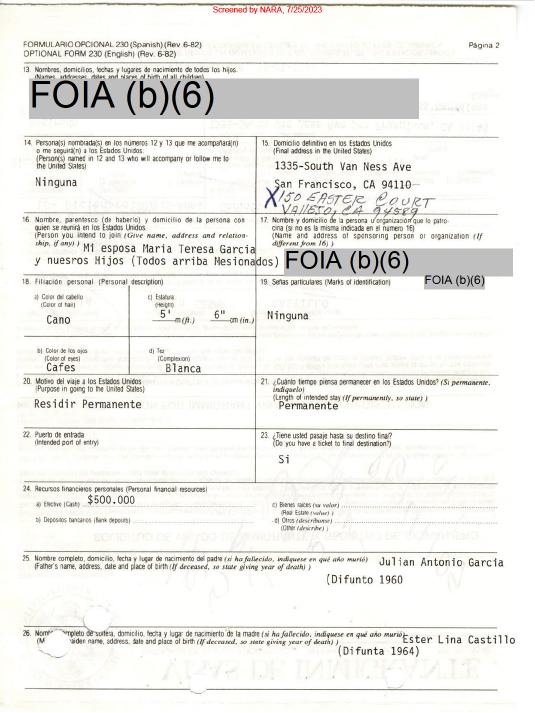 Screened by NARA, 7/25/2023
FORMULARIO OPCIONAL 230 (Spanish) (Rev. 6-82)
OPTIONAL FORM 230 (English) (Rev. 6-82)
Página 2
13. Nombres, domicilios, fechas y lugares de nacimiento de todos los hijos.
(Names, addresses, dates and places of birth of all children)
FOIA (b)(6)
14. Persona(s) nombrada(s) en los números 12 y 13 que me acompañará(n)
o me seguirá(n) a los Estados Unidos.
(Person(s) named in 12 and 13 who will accompany or follow me to
the United States)
Ninguna
15. Domicilio definitivo en los Estados Unidos
(Final address in the United States)
1335-South Van Ness Ave
San Francisco, CA 94110
X 150 EASTER COURT
VALLEJO, CA 94589
16. Nombre, parentesco (de haberlo) y domicilio de la persona con
quien se reunirá en los Estados Unidos.
(Person you intend to join (Give name, address and relation-
ship, if any) )
Mi esposa Maria Teresa Garcia
y nuesros Hijos (Todos arriba Mesionados)
17. Nombre y domicilio de la persona u organización que lo patro-
cina (si no es la misma indicada en el número 16)
(Name and address of sponsoring person or organization (If
different from 16) )
FOIA (b)(6)
18. Filiación personal (Personal description)
a) Color del cabello
(Color of hair)
Cano
c) Estatura
(Height)
5' m(ft.) 6" cm (in.)
b) Color de los ojos
(Color of eyes)
Cafes
d) Tez
(Complexion)
Blanca
19. Señas particulares (Marks of identification)
FOIA (b)(6)
Ninguna
20. Motivo del viaje a los Estados Unidos
(Purpose in going to the United States)
Residir Permanente
21. ¿Cuánto tiempo piensa permanecer en los Estados Unidos? (Si permanente,
indíquelo)
(Length of intended stay (If permanently, so state) )
Permanente
22. Puerto de entrada
(Intended port of entry)
23. ¿Tiene usted pasaje hasta su destino final?
(Do you have a ticket to final destination?)
Si
24. Recursos financieros personales (Personal financial resources)
a) Efectivo (Cash) $500.000
b) Depósitos bancarios (Bank deposits)
c) Bienes raíces (su valor)
(Real Estate (value) )
d) Otros (descríbanse)
(Other (describe) )
25. Nombre completo, domicilio, fecha y lugar de nacimiento del padre (si ha fallecido, indíquese en qué año murió)
(Father's name, address, date and place of birth (If deceased, so state giving year of death) )
Julian Antonio Garcia
(Difunto 1960
26. completo de soltera, domicilio, fecha y lugar de nacimiento de la madre (si ha fallecido, indíquese en qué año murió)
maiden name, address, date and place of birth (If deceased, so state giving year of death) )
Ester Lina Castillo
(Difunta 1964)